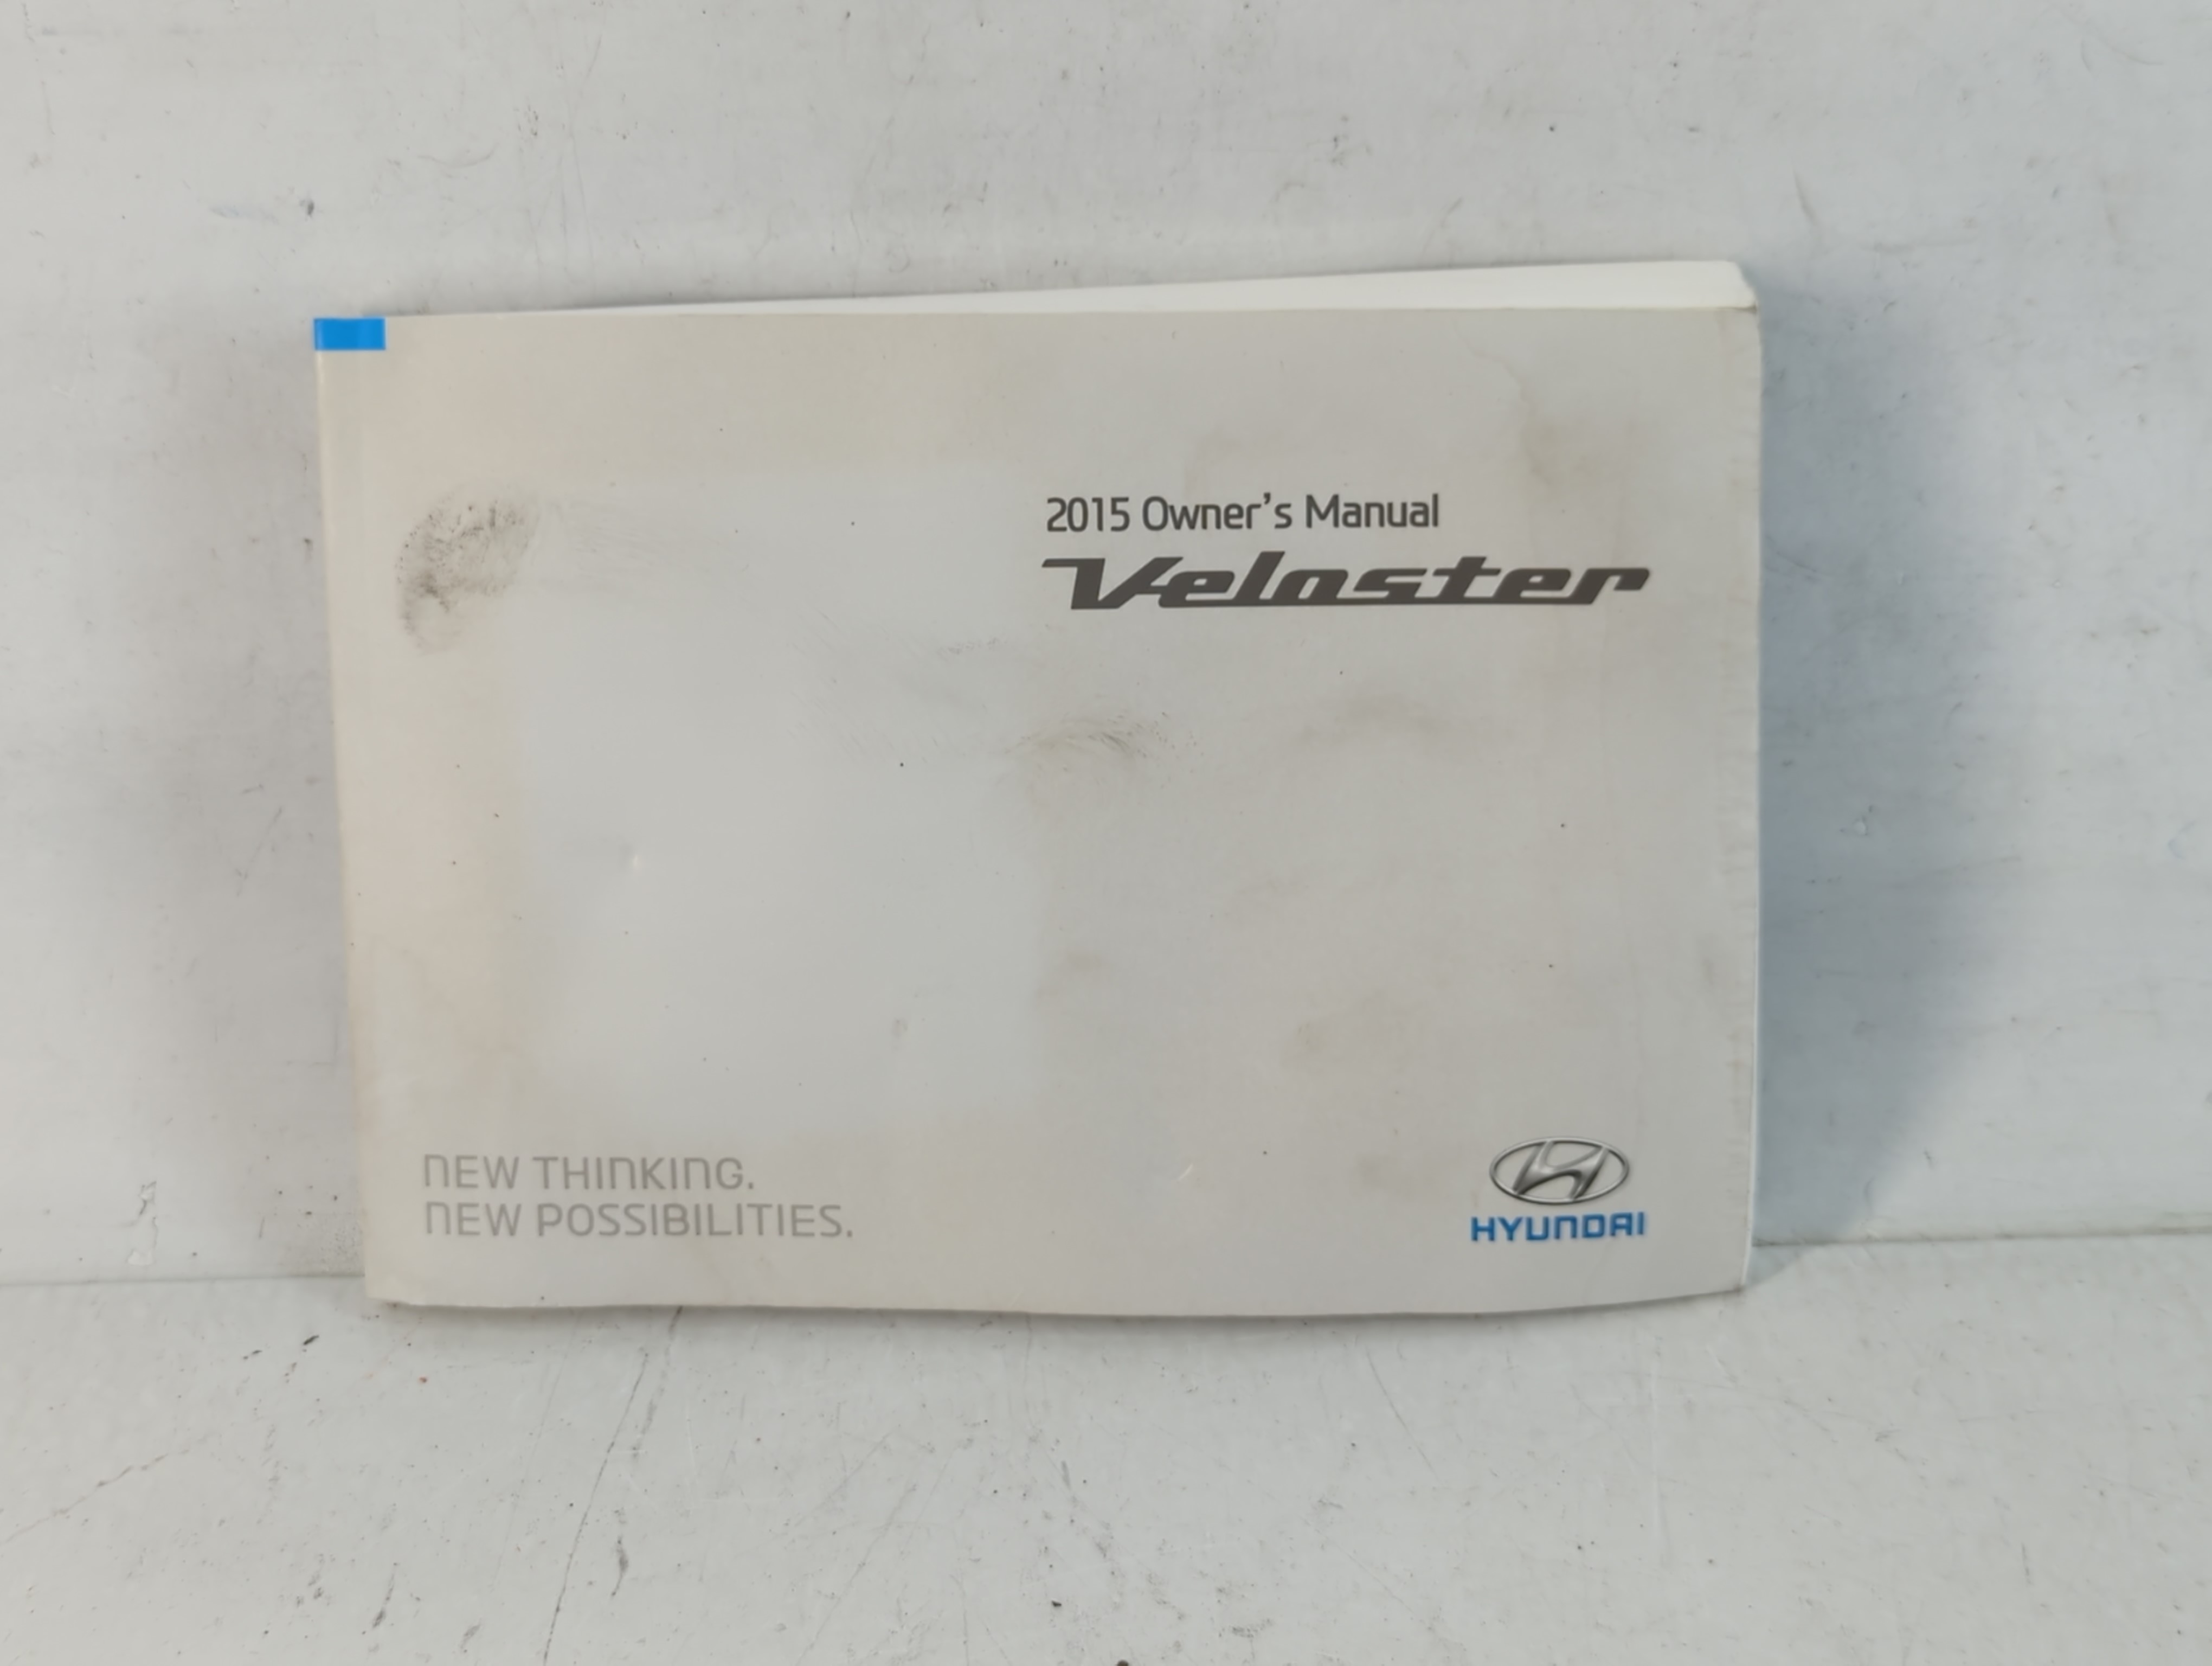 2015 Owner's Manual
Veloster
NEW THINKING.
NEW POSSIBILITIES.
HYUNDAI